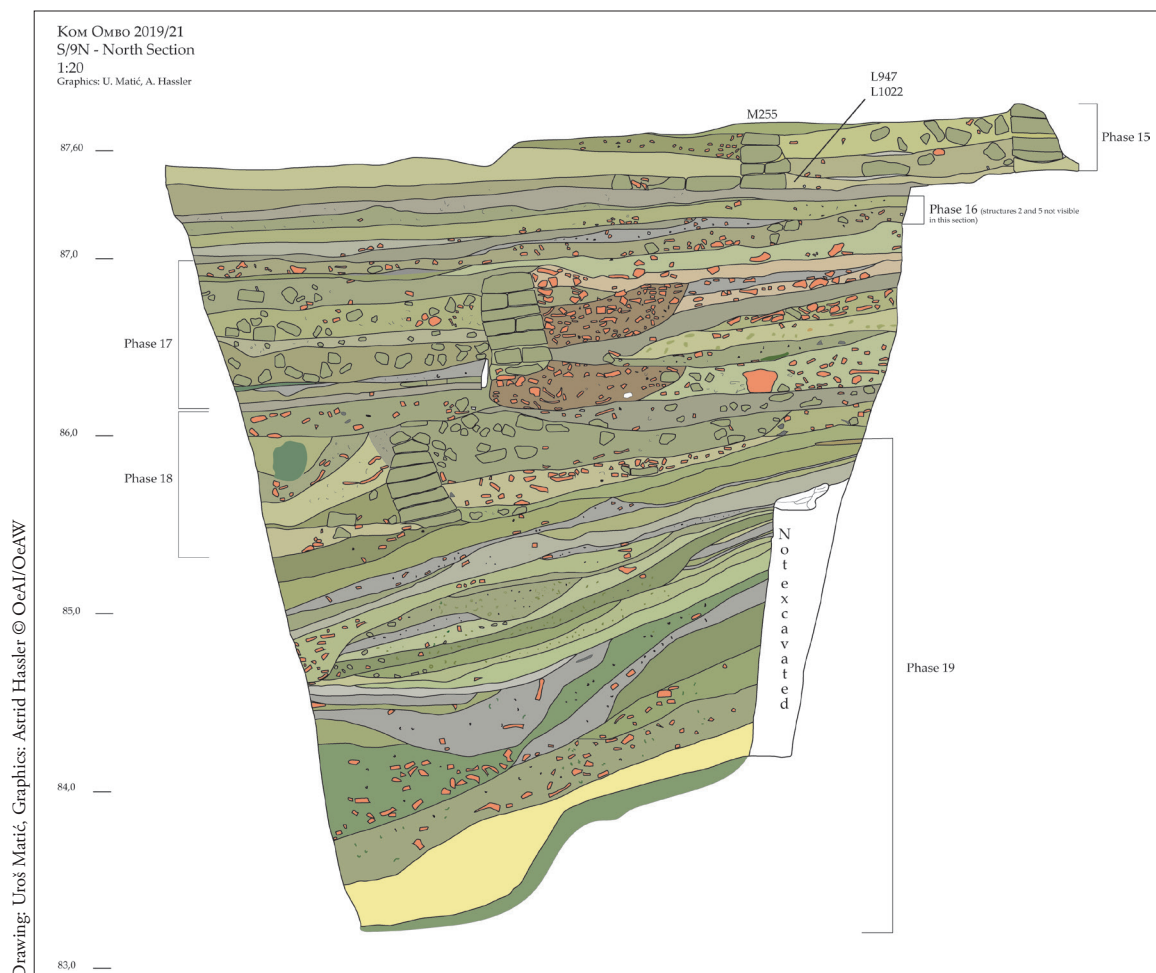 Kom Ombo 2019/21
S/9N - North Section
1:20
Graphics: U. Matić, A. Hassler
L947
L1022
M255
87,60
Phase 15
Phase 16 (structures 2 and 5 not visible
in this section)
87,0
Phase 17
86,0
Phase 18
Not excavated
85,0
Phase 19
84,0
83,0
Drawing: Uroš Matić, Graphics: Astrid Hassler © OeAI/OeAW